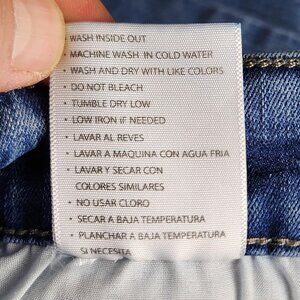 • WASH INSIDE OUT
• MACHINE WASH IN COLD WATER
• WASH AND DRY WITH LIKE COLORS
• DO NOT BLEACH
• TUMBLE DRY LOW
• LOW IRON IF NEEDED
• LAVAR AL REVES
• LAVAR A MAQUINA CON AGUA FRIA
• LAVAR Y SECAR CON
COLORES SIMILARES
• NO USAR CLORO
• SECAR A BAJA TEMPERATURA
• PLANCHAR A BAJA TEMPERATURA
SI NECESITA